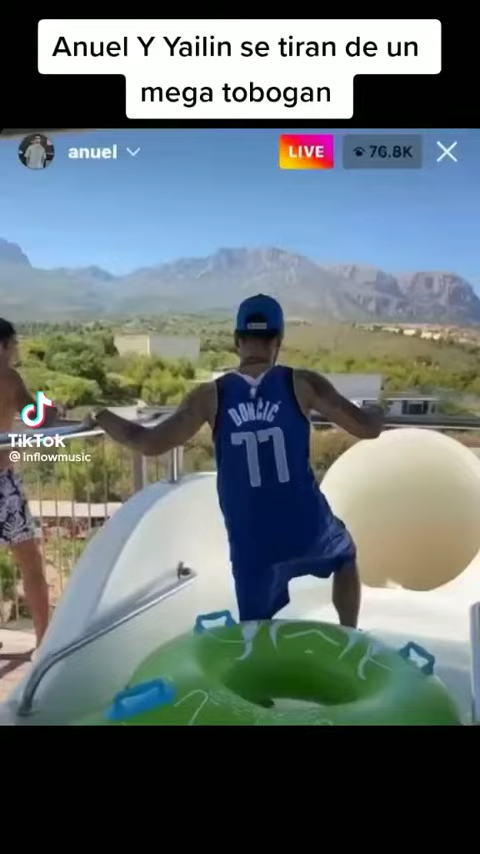 Anuel Y Yailin se tiran de un
mega tobogan
anuel
LIVE
76.8K
DONČIĆ
77
TikTok
@inflowmusic